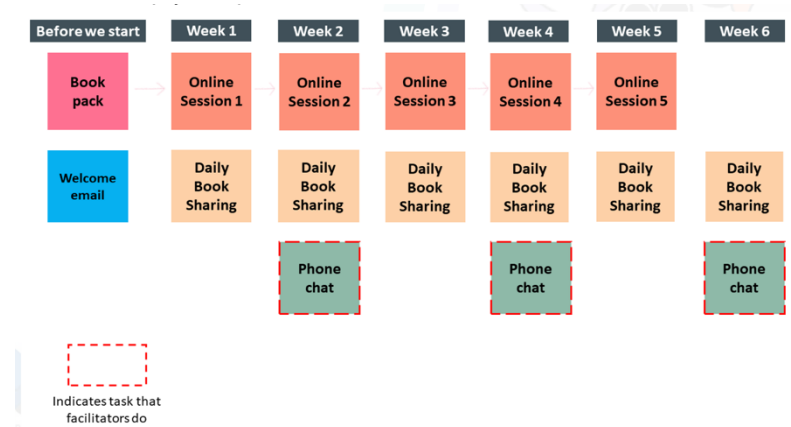 Before we start
Week 1
Week 2
Week 3
Week 4
Week 5
Week 6
Book
pack
Online
Session 1
Online
Session 2
Online
Session 3
Online
Session 4
Online
Session 5
Welcome
email
Daily
Book
Sharing
Daily
Book
Sharing
Daily
Book
Sharing
Daily
Book
Sharing
Daily
Book
Sharing
Daily
Book
Sharing
Phone
chat
Phone
chat
Phone
chat
Indicates task that
facilitators do